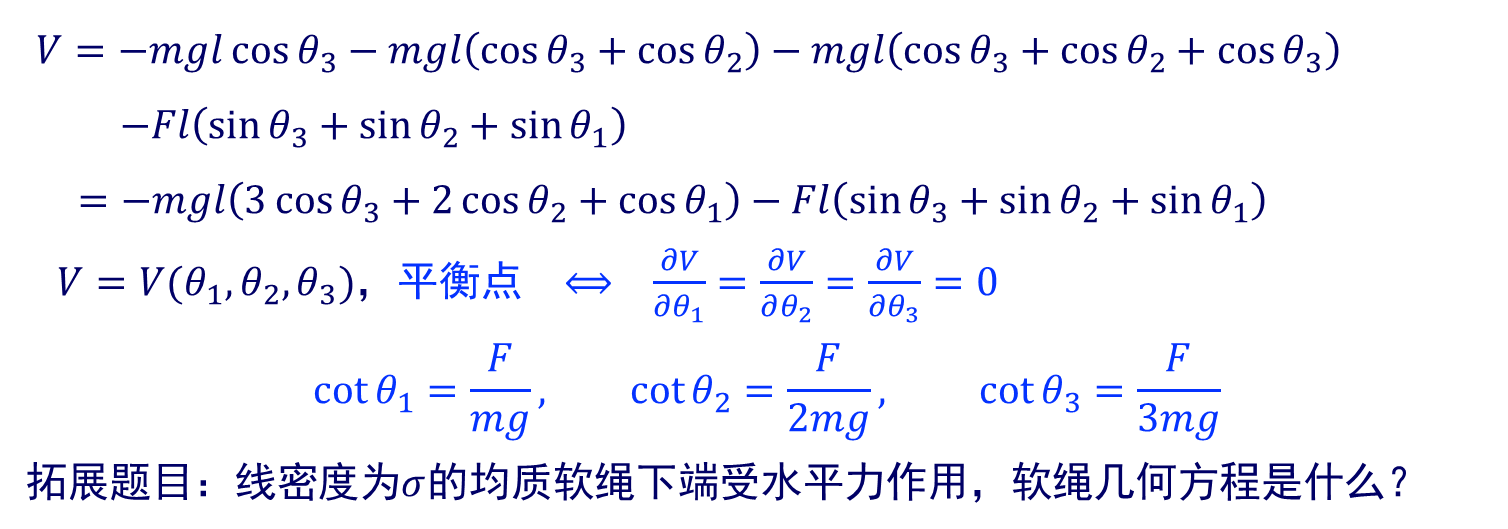 V = −mgl cos θ₃ − mgl(cos θ₃ + cos θ₂) − mgl(cos θ₃ + cos θ₂ + cos θ₃)
−Fl(sin θ₃ + sin θ₂ + sin θ₁)
= −mgl(3 cos θ₃ + 2 cos θ₂ + cos θ₁) − Fl(sin θ₃ + sin θ₂ + sin θ₁)
V = V(θ₁, θ₂, θ₃)，平衡点 ⟺ ∂V/∂θ₁ = ∂V/∂θ₂ = ∂V/∂θ₃ = 0
cot θ₁ = F/mg, cot θ₂ = F/2mg, cot θ₃ = F/3mg
拓展题目：线密度为σ的均质软绳下端受水平力作用，软绳几何方程是什么？